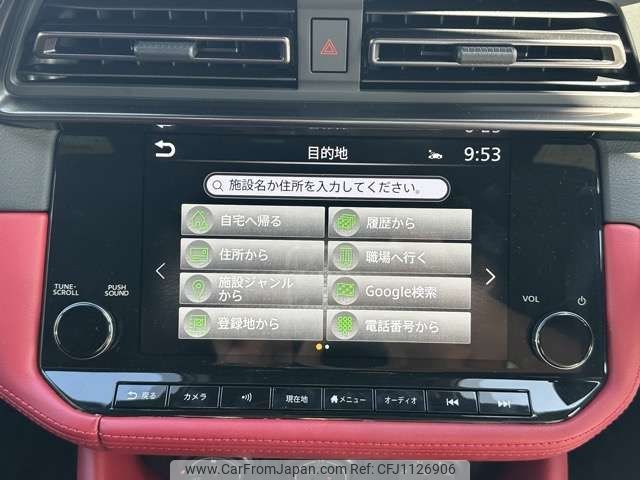 目的地
9:53
施設名か住所を入力してください。
自宅へ帰る
履歴から
住所から
職場へ行く
施設ジャンル
から
Google検索
登録地から
電話番号から
TUNE·
SCROLL
PUSH
SOUND
VOL
戻る
カメラ
現在地
メニュー
オーディオ
WWW.CARFROMJAPAN.COM - CFJ1126906